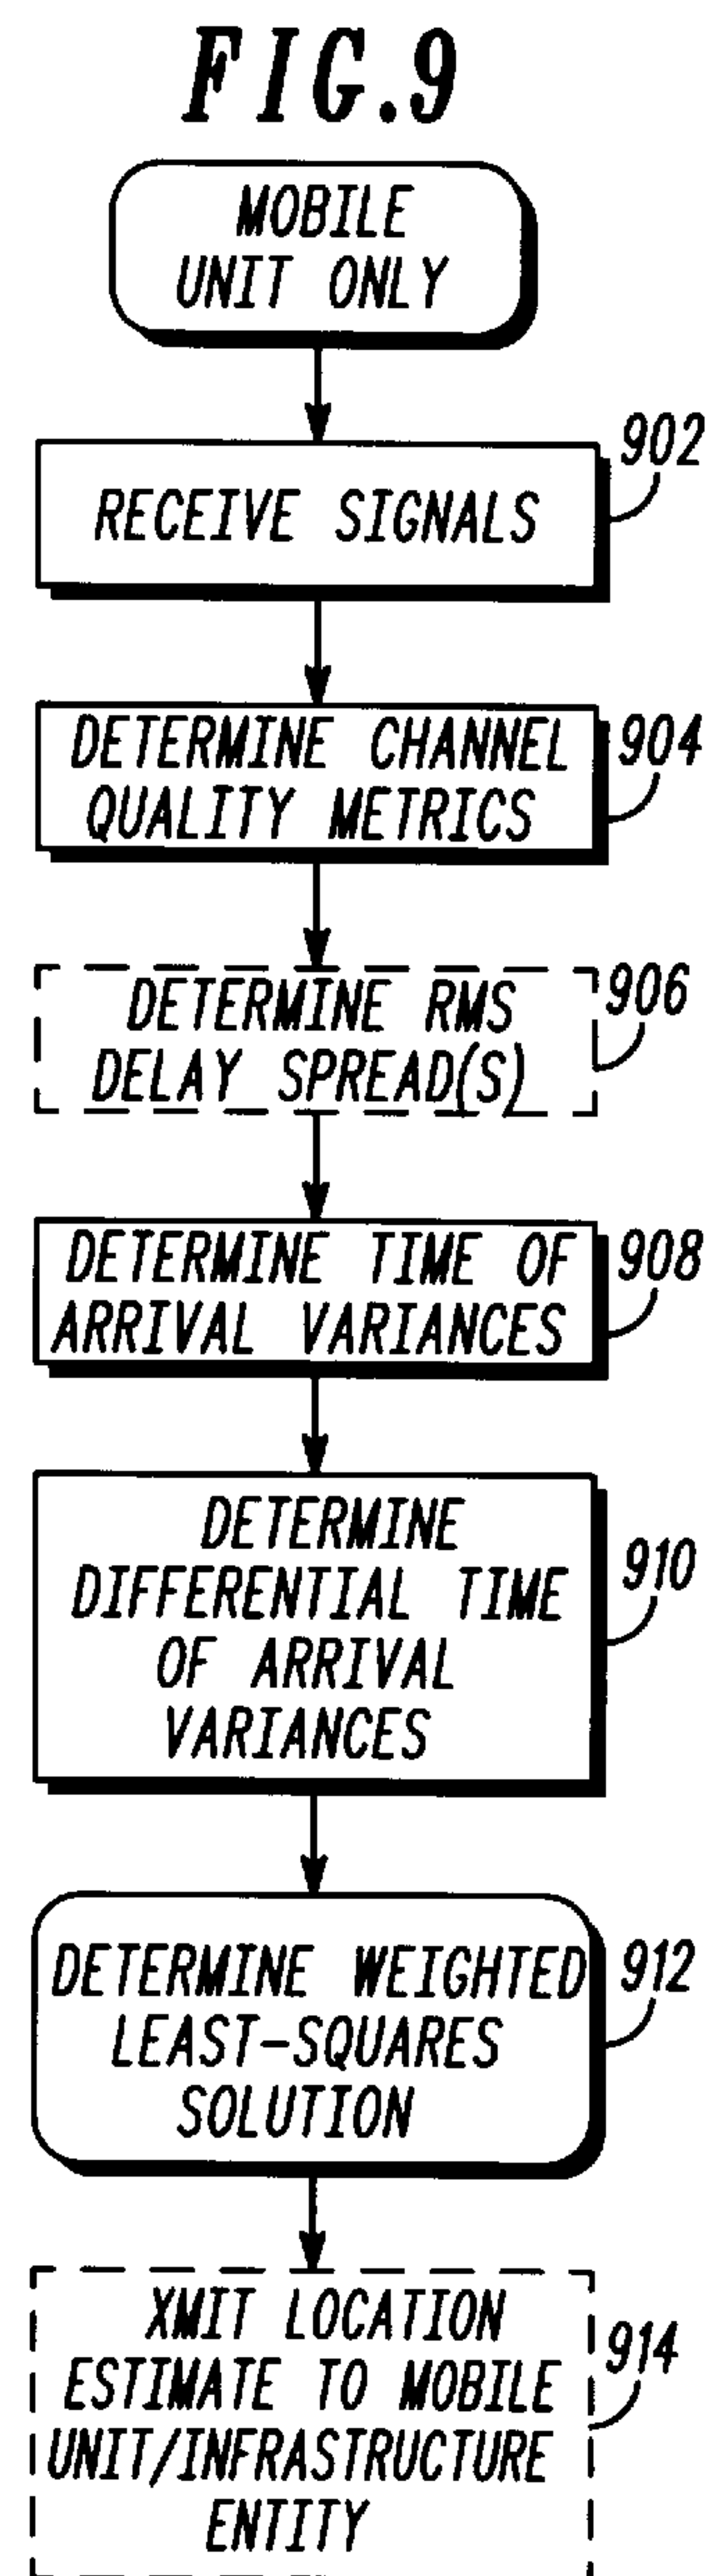 FIG.9
MOBILE
UNIT ONLY
902
RECEIVE SIGNALS
904
DETERMINE CHANNEL
QUALITY METRICS
906
DETERMINE RMS
DELAY SPREAD(S)
908
DETERMINE TIME OF
ARRIVAL VARIANCES
910
DETERMINE
DIFFERENTIAL TIME
OF ARRIVAL
VARIANCES
912
DETERMINE WEIGHTED
LEAST-SQUARES
SOLUTION
914
XMIT LOCATION
ESTIMATE TO MOBILE
UNIT/INFRASTRUCTURE
ENTITY